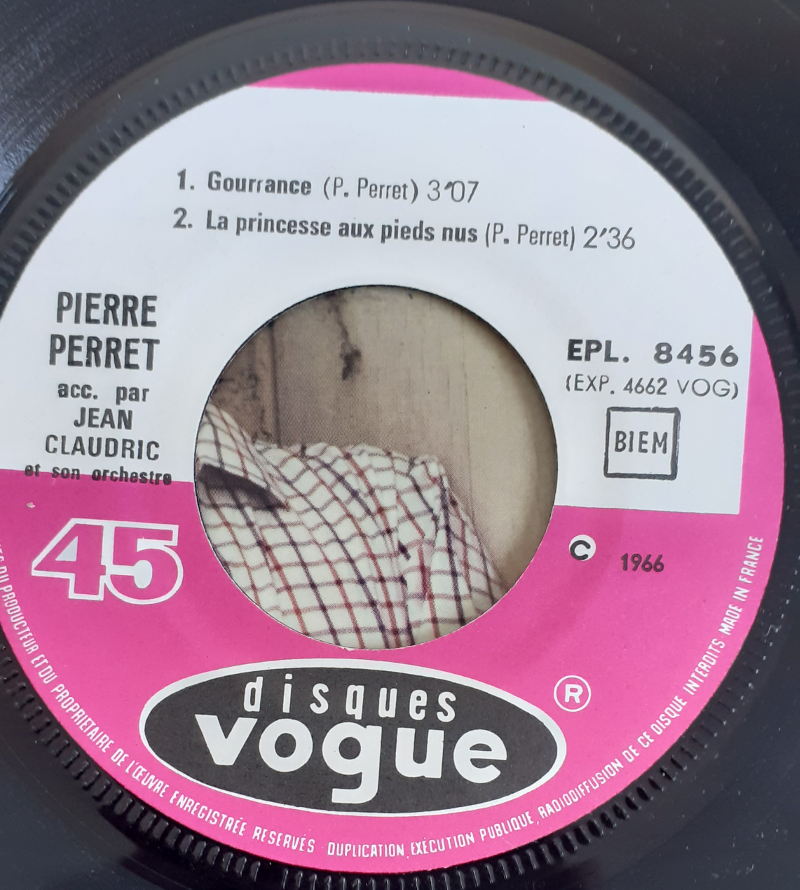 1. Gourrance (P. Perret) 3'07
2. La princesse aux pieds nus (P. Perret) 2'36
PIERRE
PERRET
acc. par
JEAN
CLAUDRIC
et son orchestre
EPL. 8456
(EXP. 4662 VOG)
BIEM
45
© 1966
disques
vogue
®
DU PRODUCTEUR ET DU PROPRIETAIRE DE L'ŒUVRE ENREGISTRÉE RESERVÉS DUPLICATION, EXÉCUTION PUBLIQUE, RADIODIFFUSION DE CE DISQUE INTERDITS MADE IN FRANCE